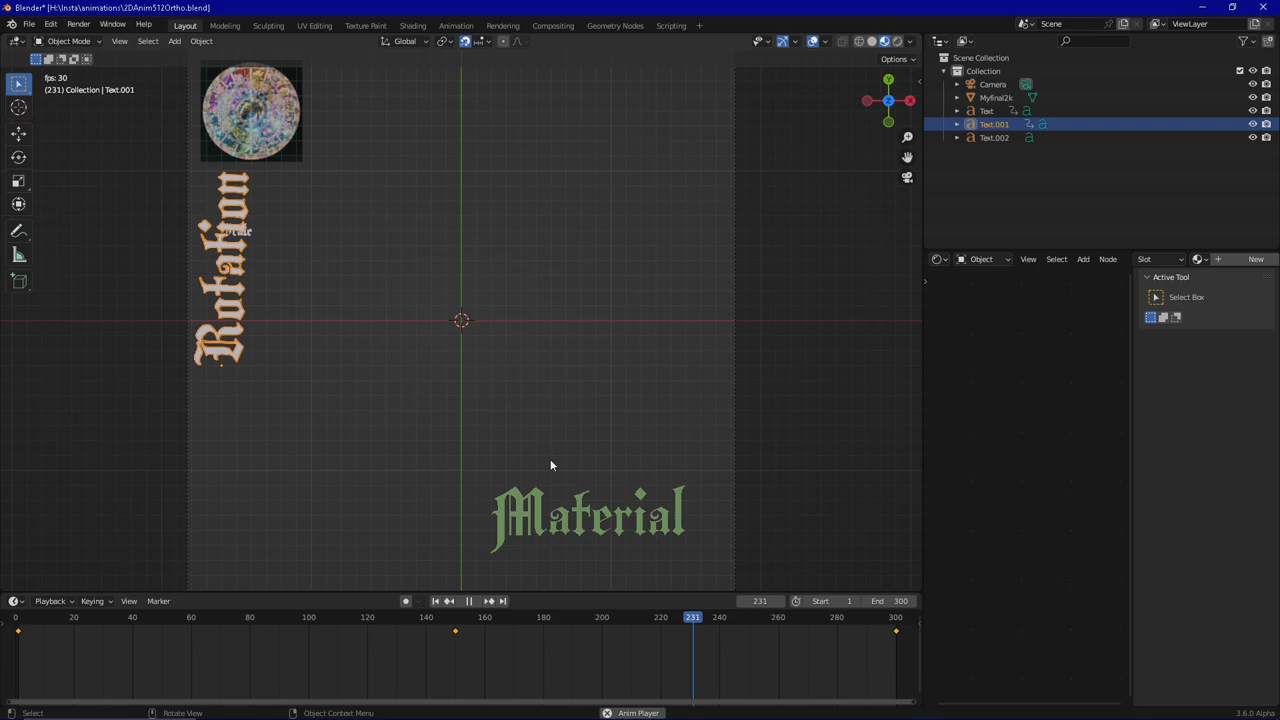 Blender* [H:\Insta\animations\2DAnim512Ortho.blend]
File Edit Render Window Help Layout Modeling Sculpting UV Editing Texture Paint Shading Animation Rendering Compositing Geometry Nodes Scripting + Scene ViewLayer
Object Mode View Select Add Object Global
Options
fps: 30
(231) Collection | Text.001
Y
Z
X
Rotation
Material
Scene Collection
Collection
Camera
Myfinal2k
Text
Text.001
Text.002
Object View Select Add Node Slot New
Active Tool
Select Box
Playback Keying View Marker 231 Start 1 End 300
0 20 40 60 80 100 120 140 160 180 200 220 231 240 260 280 300
Select Rotate View Object Context Menu Anim Player 3.6.0 Alpha